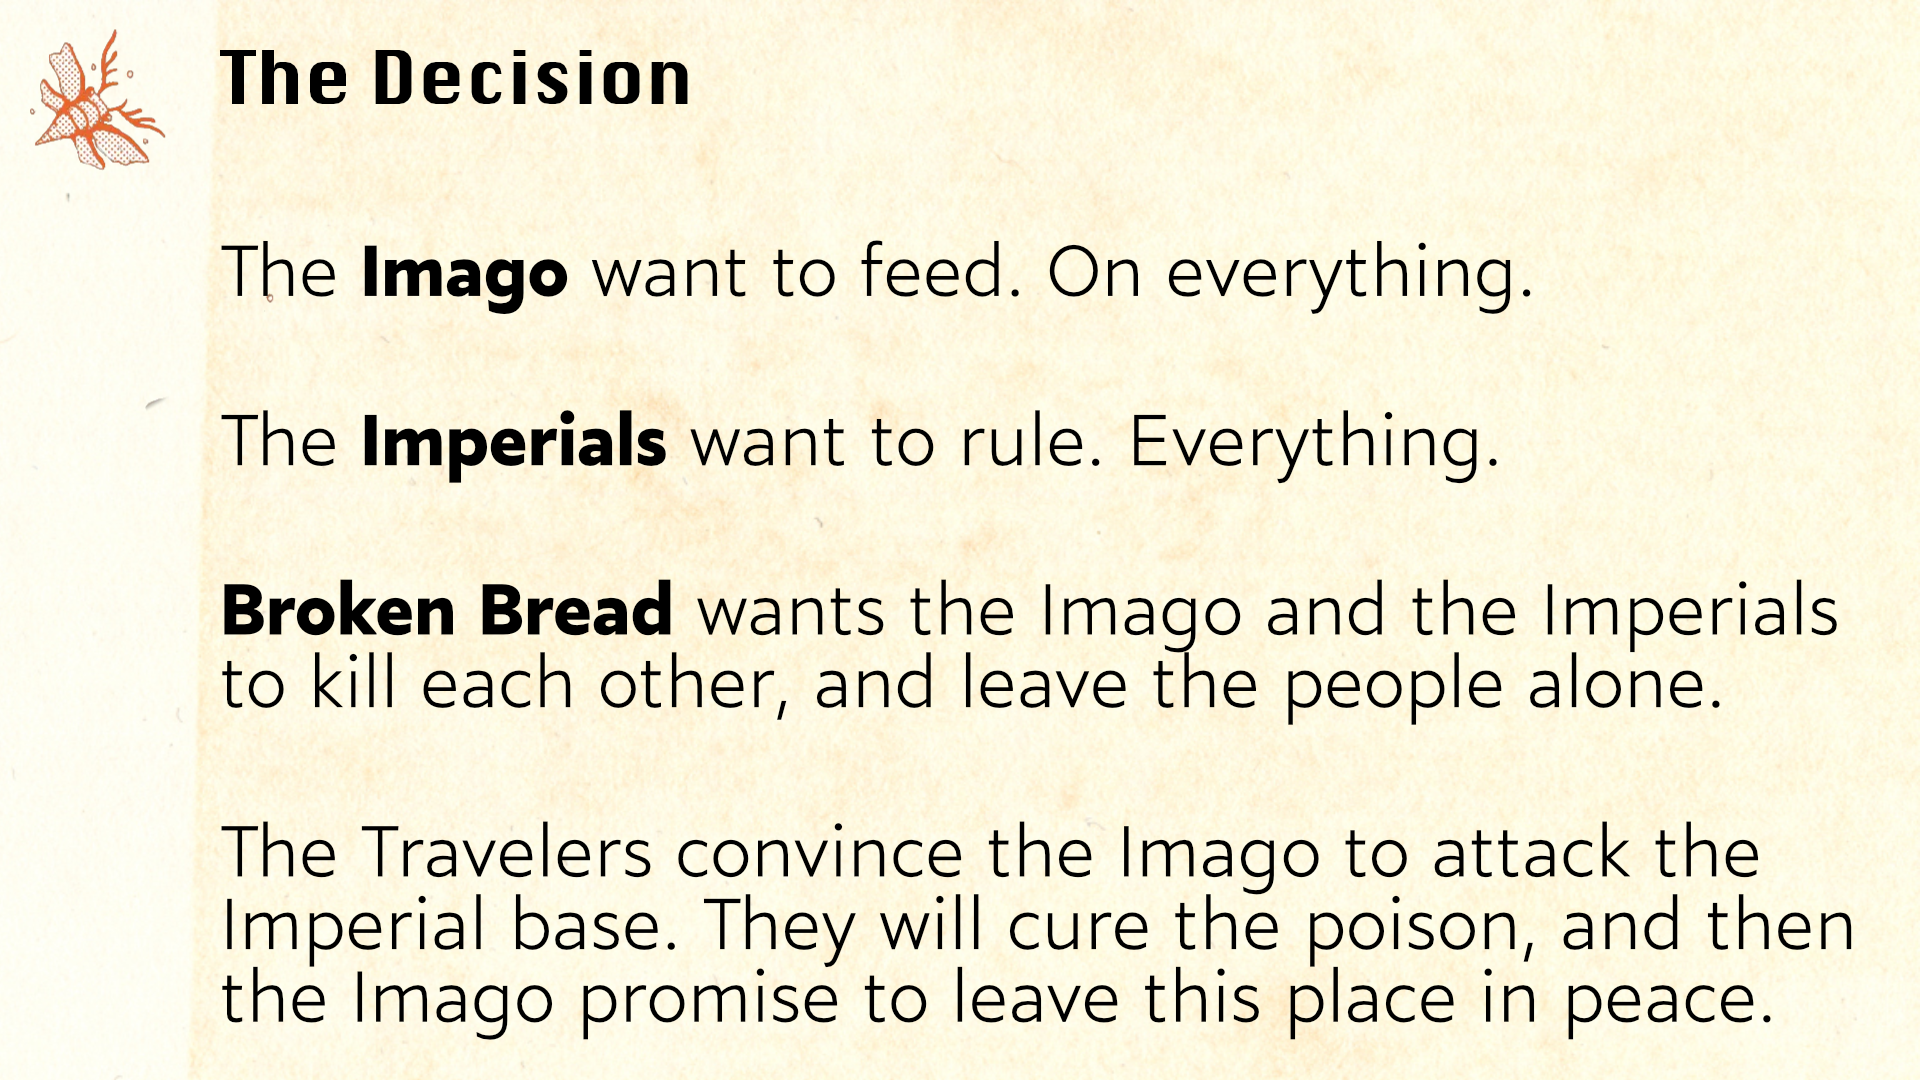 The Decision
The Imago want to feed. On everything.
The Imperials want to rule. Everything.
Broken Bread wants the Imago and the Imperials
to kill each other, and leave the people alone.
The Travelers convince the Imago to attack the
Imperial base. They will cure the poison, and then
the Imago promise to leave this place in peace.